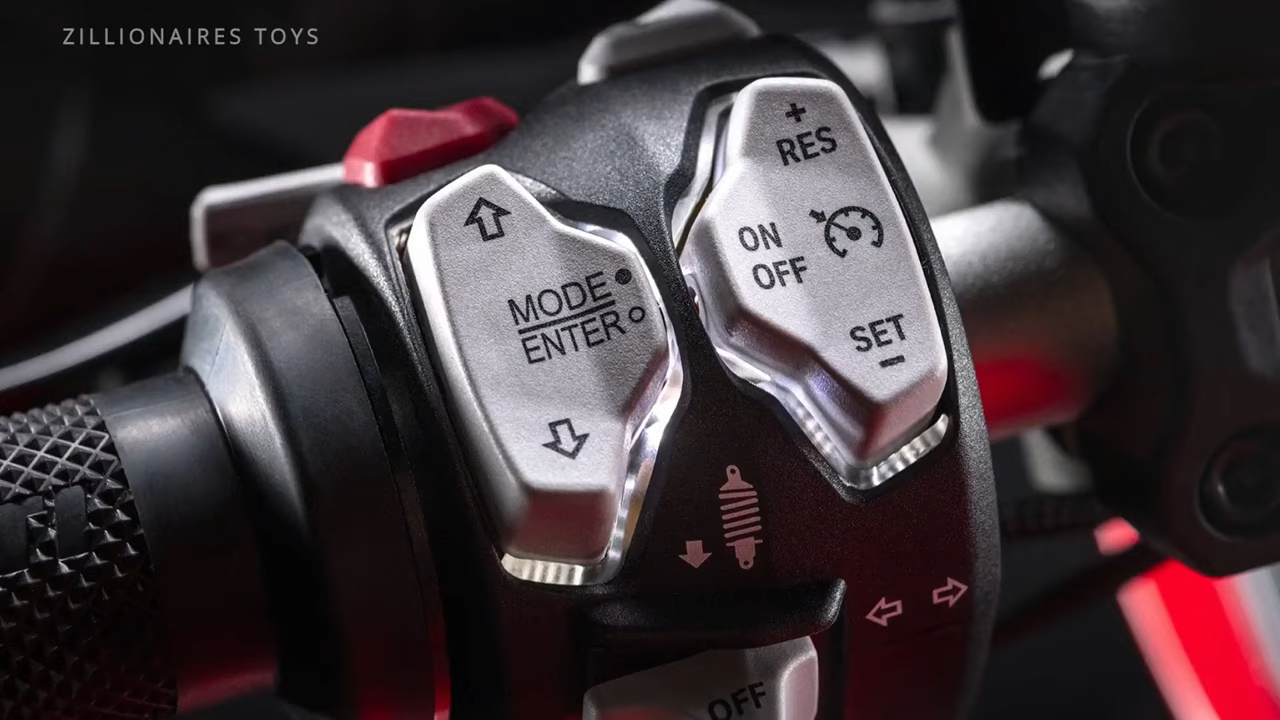 ZILLIONAIRES TOYS
+
RES
ON
OFF
SET
-
MODE
ENTER
OFF